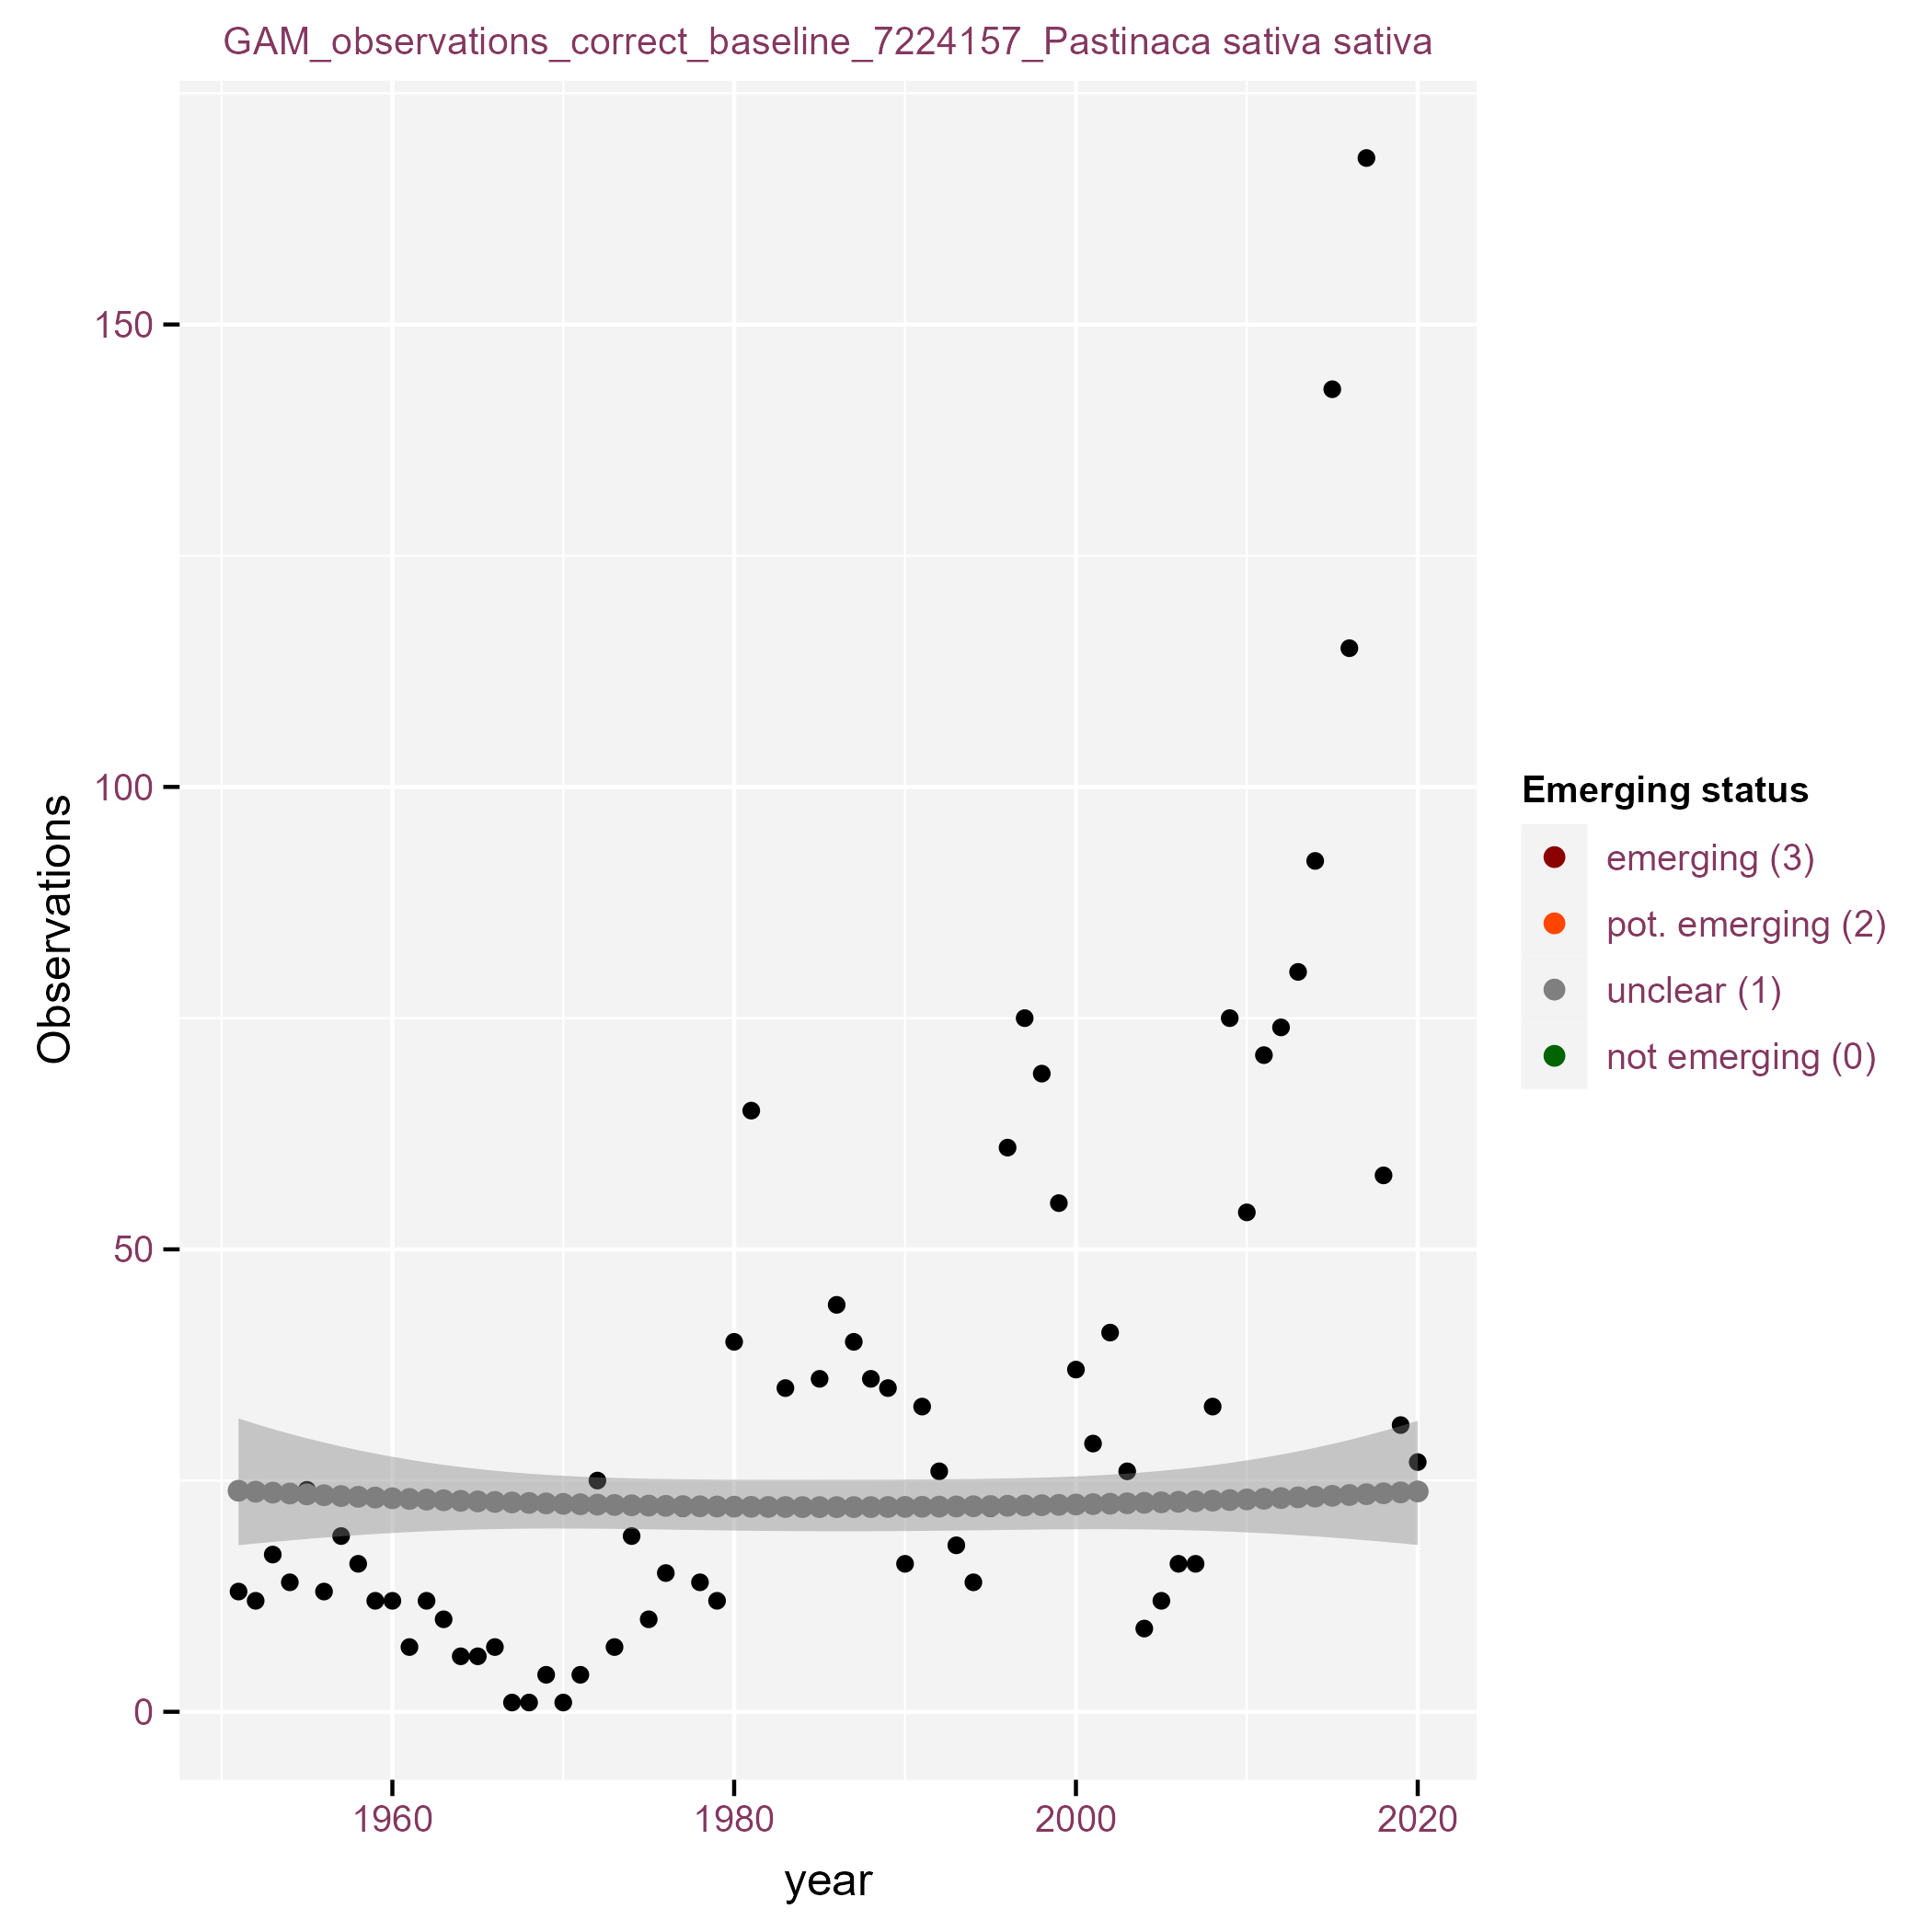 GAM_observations_correct_baseline_7224157_Pastinaca sativa sativa
150
100
50
0
Observations
1960 1980 2000 2020
year
Emerging status
emerging (3)
pot. emerging (2)
unclear (1)
not emerging (0)